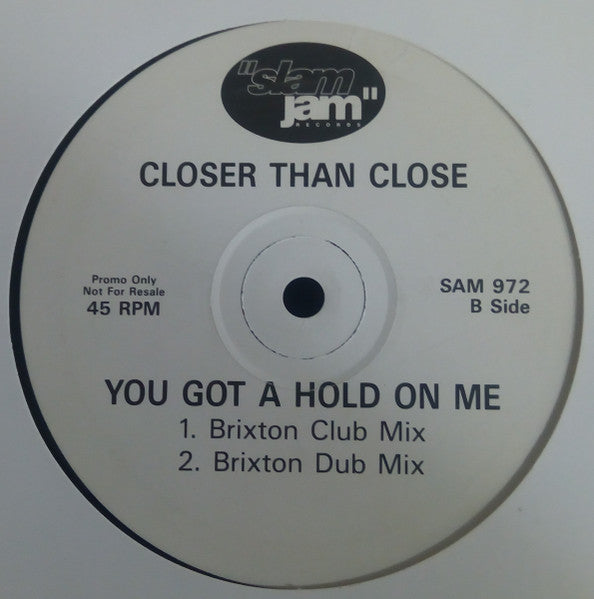 "slam
jam"
RECORDS
CLOSER THAN CLOSE
Promo Only
Not For Resale
45 RPM
SAM 972
B Side
YOU GOT A HOLD ON ME
1. Brixton Club Mix
2. Brixton Dub Mix